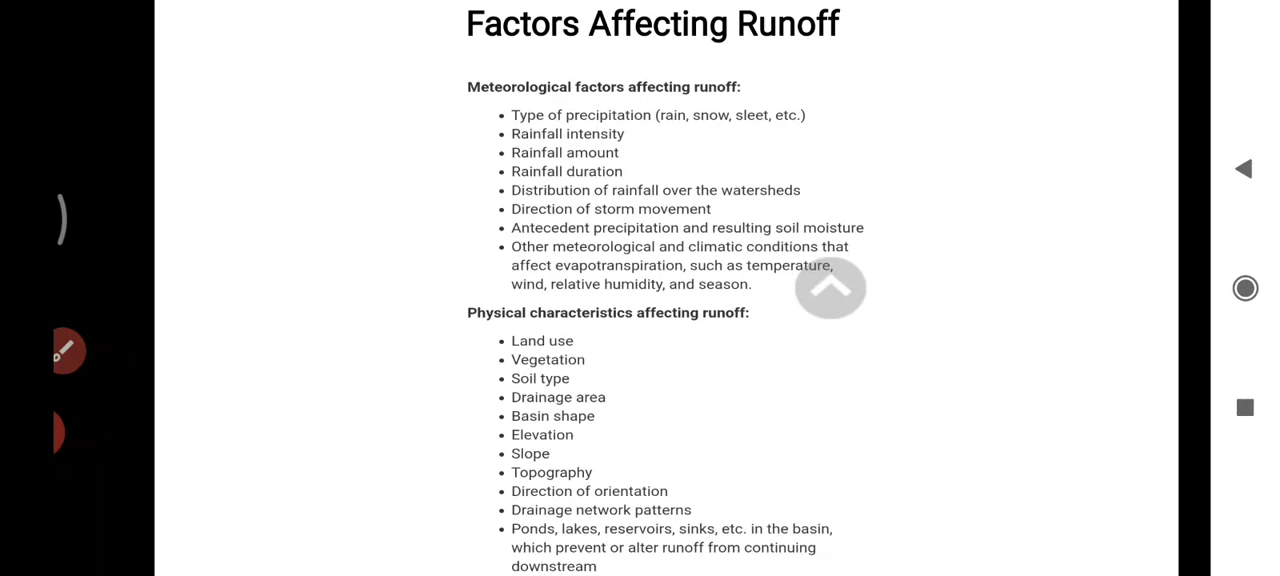 Factors Affecting Runoff
Meteorological factors affecting runoff:
• Type of precipitation (rain, snow, sleet, etc.)
• Rainfall intensity
• Rainfall amount
• Rainfall duration
• Distribution of rainfall over the watersheds
• Direction of storm movement
• Antecedent precipitation and resulting soil moisture
• Other meteorological and climatic conditions that
affect evapotranspiration, such as temperature,
wind, relative humidity, and season.
Physical characteristics affecting runoff:
• Land use
• Vegetation
• Soil type
• Drainage area
• Basin shape
• Elevation
• Slope
• Topography
• Direction of orientation
• Drainage network patterns
• Ponds, lakes, reservoirs, sinks, etc. in the basin,
which prevent or alter runoff from continuing
downstream